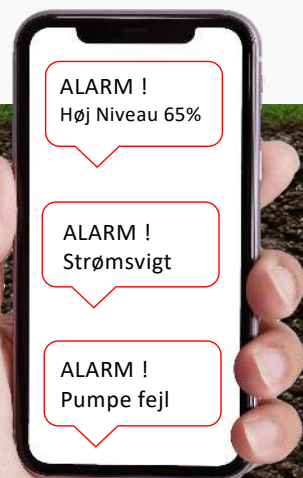 ALARM !
Høj Niveau 65%
ALARM !
Strømsvigt
ALARM !
Pumpe fejl